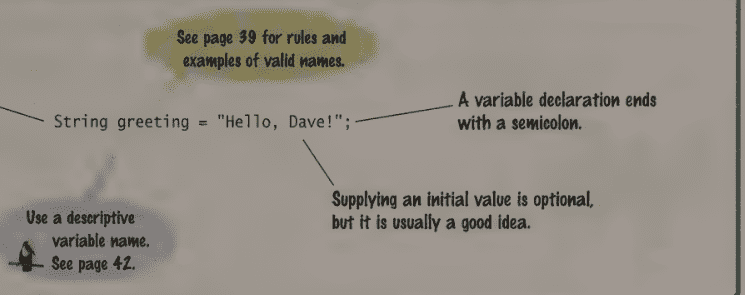 See page 39 for rules and
examples of valid names.
String greeting = "Hello, Dave!";
A variable declaration ends
with a semicolon.
Supplying an initial value is optional,
but it is usually a good idea.
Use a descriptive
variable name.
See page 42.